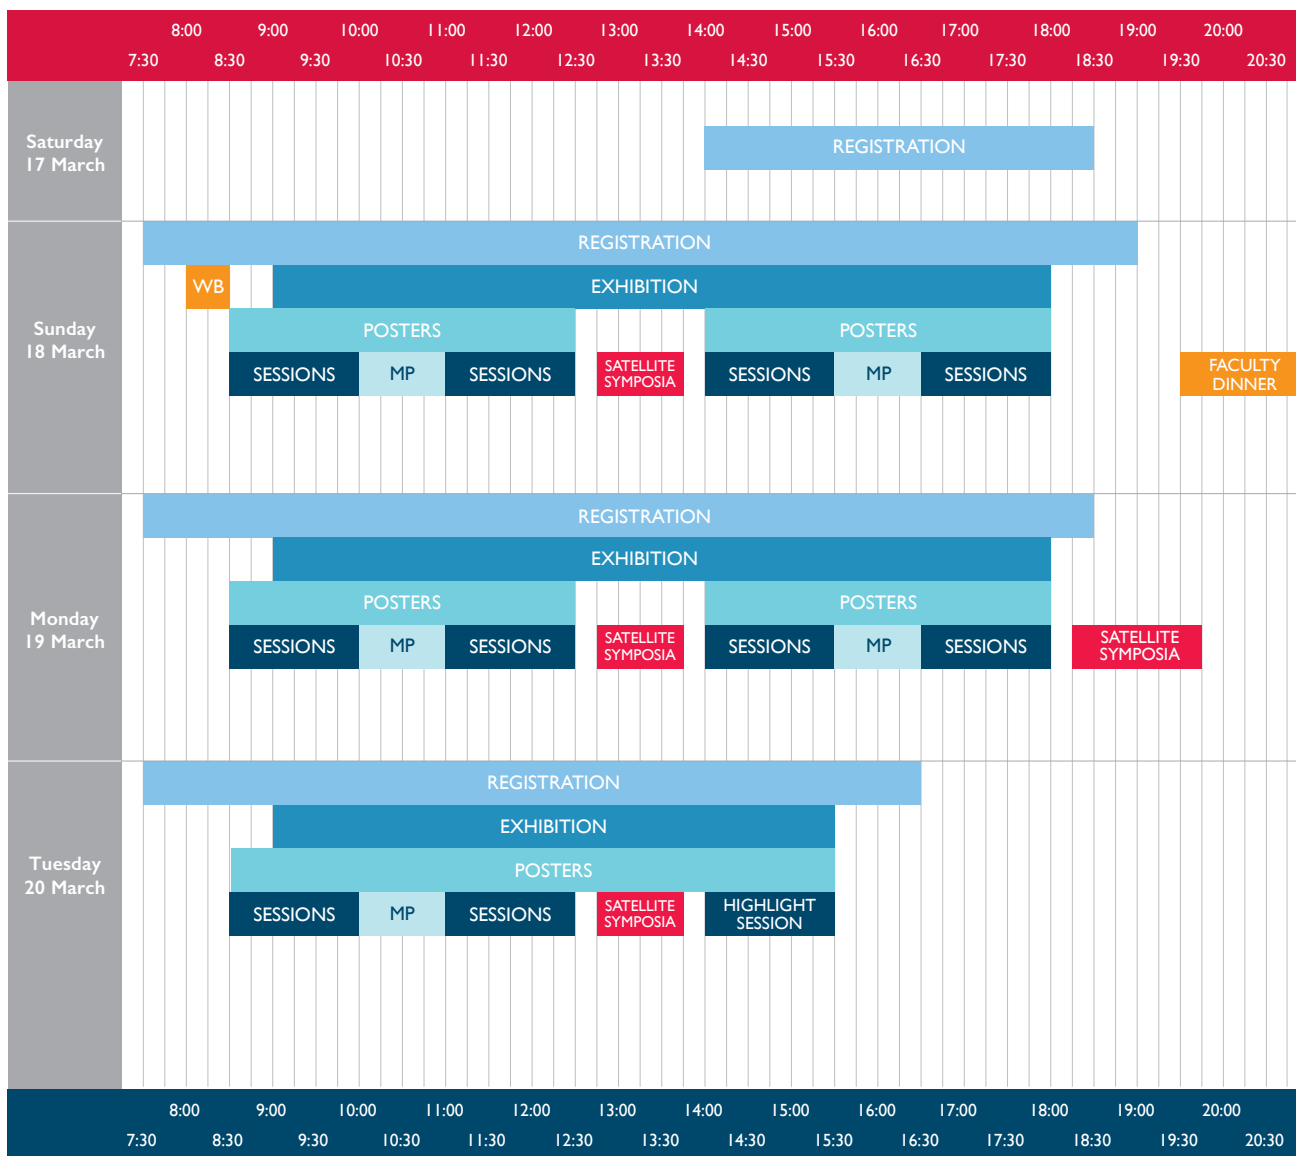 8:00 9:00 10:00 11:00 12:00 13:00 14:00 15:00 16:00 17:00 18:00 19:00 20:00
7:30 8:30 9:30 10:30 11:30 12:30 13:30 14:30 15:30 16:30 17:30 18:30 19:30 20:30
Saturday
17 March
REGISTRATION
Sunday
18 March
REGISTRATION
WB EXHIBITION
POSTERS POSTERS
SESSIONS MP SESSIONS SATELLITE SYMPOSIA SESSIONS MP SESSIONS FACULTY DINNER
Monday
19 March
REGISTRATION
EXHIBITION
POSTERS POSTERS
SESSIONS MP SESSIONS SATELLITE SYMPOSIA SESSIONS MP SESSIONS SATELLITE SYMPOSIA
Tuesday
20 March
REGISTRATION
EXHIBITION
POSTERS
SESSIONS MP SESSIONS SATELLITE SYMPOSIA HIGHLIGHT SESSION
8:00 9:00 10:00 11:00 12:00 13:00 14:00 15:00 16:00 17:00 18:00 19:00 20:00
7:30 8:30 9:30 10:30 11:30 12:30 13:30 14:30 15:30 16:30 17:30 18:30 19:30 20:30